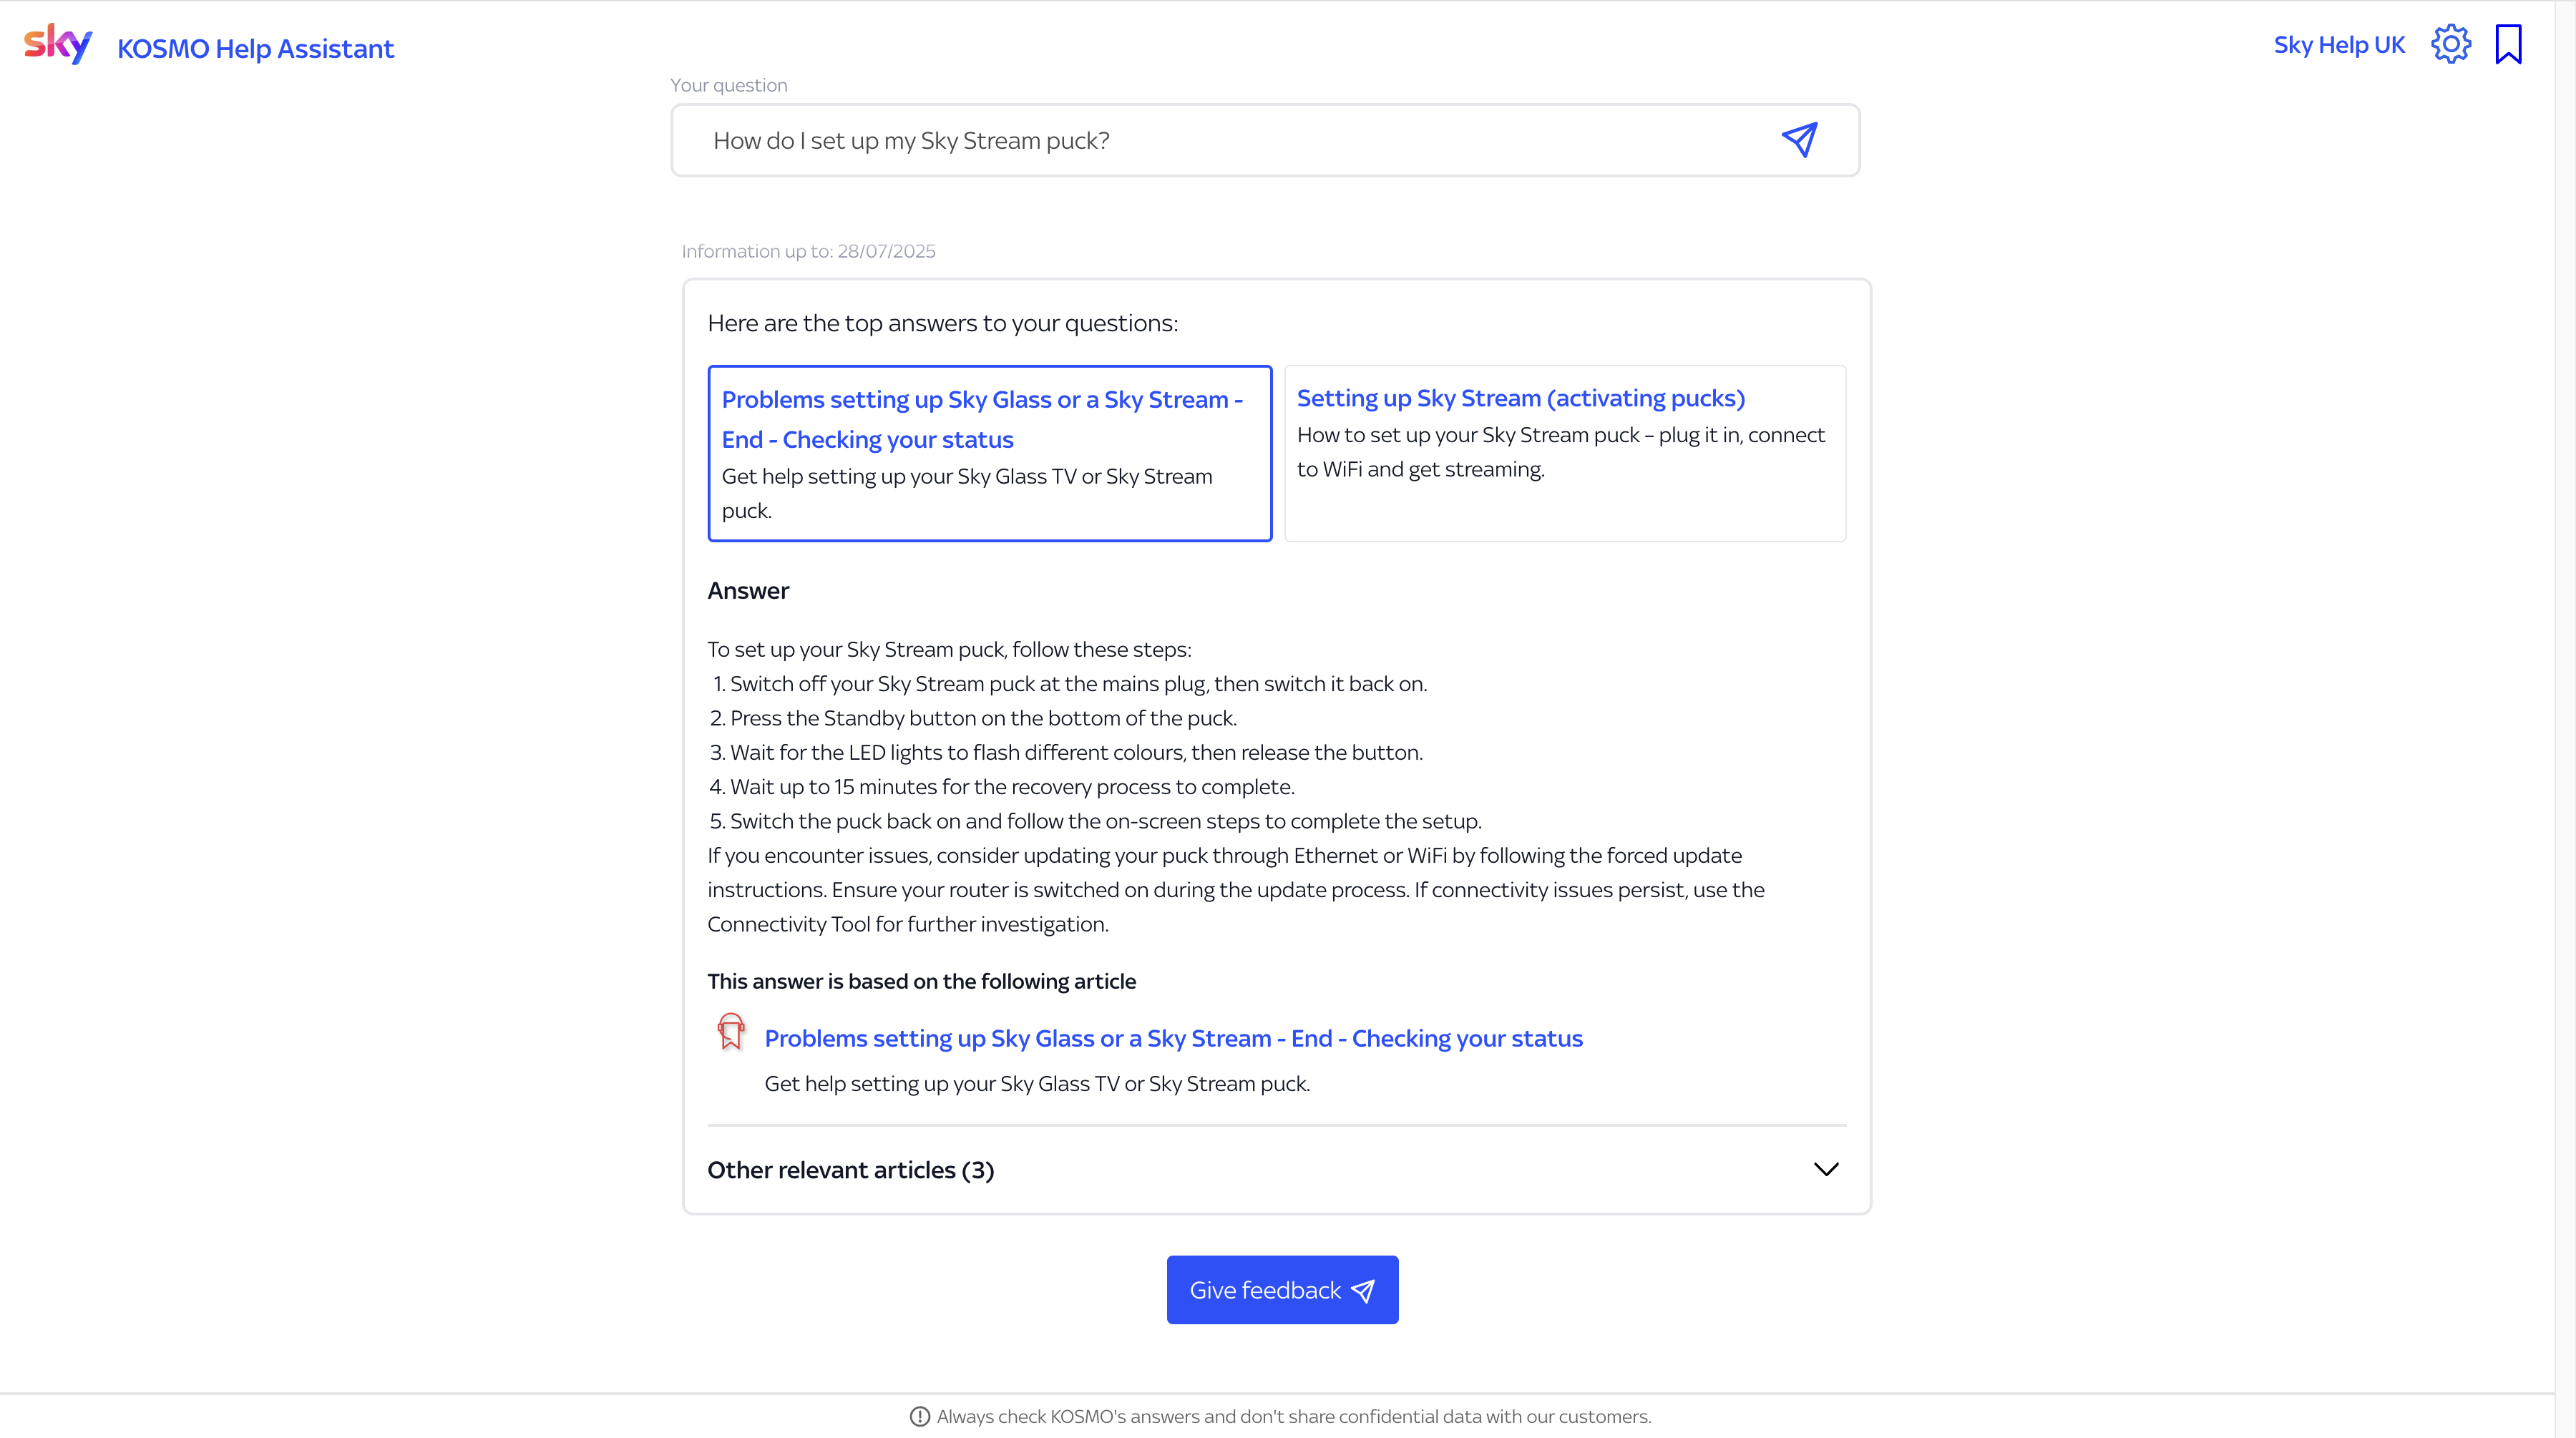 sky KOSMO Help Assistant
Sky Help UK
Your question
How do I set up my Sky Stream puck?
Information up to: 28/07/2025
Here are the top answers to your questions:
Problems setting up Sky Glass or a Sky Stream -
End - Checking your status
Get help setting up your Sky Glass TV or Sky Stream
puck.
Setting up Sky Stream (activating pucks)
How to set up your Sky Stream puck – plug it in, connect
to WiFi and get streaming.
Answer
To set up your Sky Stream puck, follow these steps:
1. Switch off your Sky Stream puck at the mains plug, then switch it back on.
2. Press the Standby button on the bottom of the puck.
3. Wait for the LED lights to flash different colours, then release the button.
4. Wait up to 15 minutes for the recovery process to complete.
5. Switch the puck back on and follow the on-screen steps to complete the setup.
If you encounter issues, consider updating your puck through Ethernet or WiFi by following the forced update
instructions. Ensure your router is switched on during the update process. If connectivity issues persist, use the
Connectivity Tool for further investigation.
This answer is based on the following article
Problems setting up Sky Glass or a Sky Stream - End - Checking your status
Get help setting up your Sky Glass TV or Sky Stream puck.
Other relevant articles (3)
Give feedback
Always check KOSMO's answers and don't share confidential data with our customers.